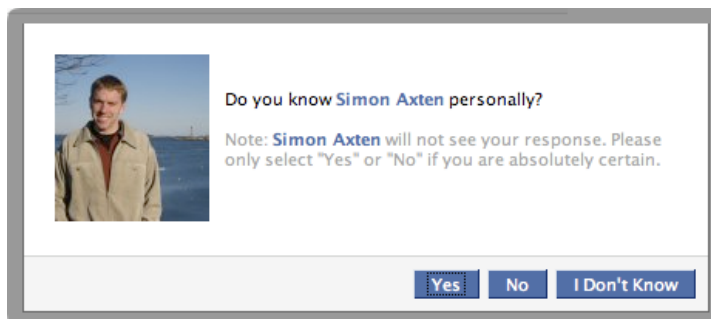 Do you know Simon Axten personally?
Note: Simon Axten will not see your response. Please
only select "Yes" or "No" if you are absolutely certain.
Yes No I Don't Know